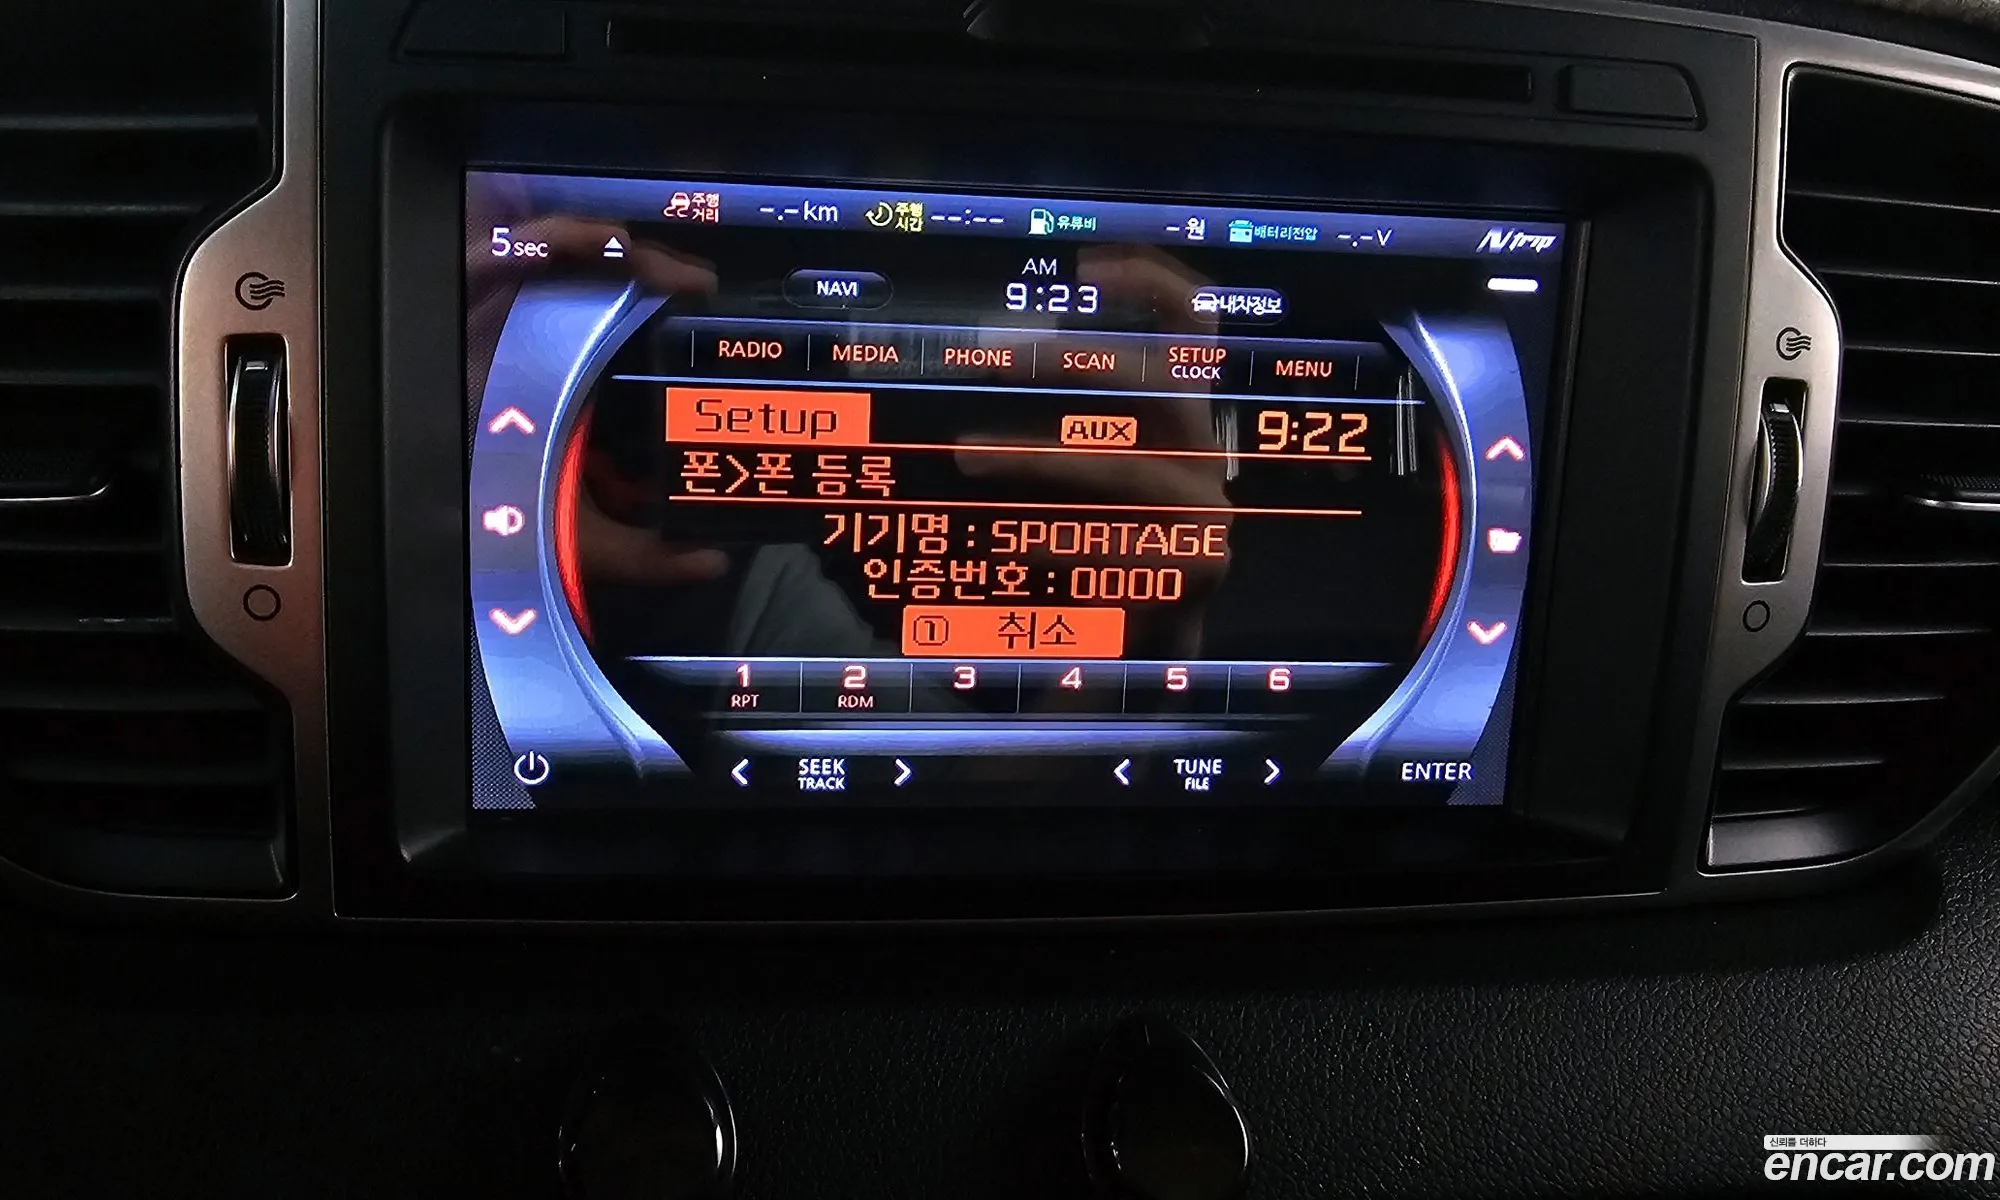 주행
거리
-.-km
주행
시간
--:--
유류비
-원
배터리전압
-.-V
Ntrip
5sec
NAVI
AM
9:23
내차정보
RADIO
MEDIA
PHONE
SCAN
SETUP
CLOCK
MENU
Setup
AUX
9:22
폰>폰 등록
기기명 : SPORTAGE
인증번호 : 0000
① 취소
1
RPT
2
RDM
3
4
5
6
< SEEK >
TRACK
< TUNE >
FILE
ENTER
신뢰를 더하다
encar.com